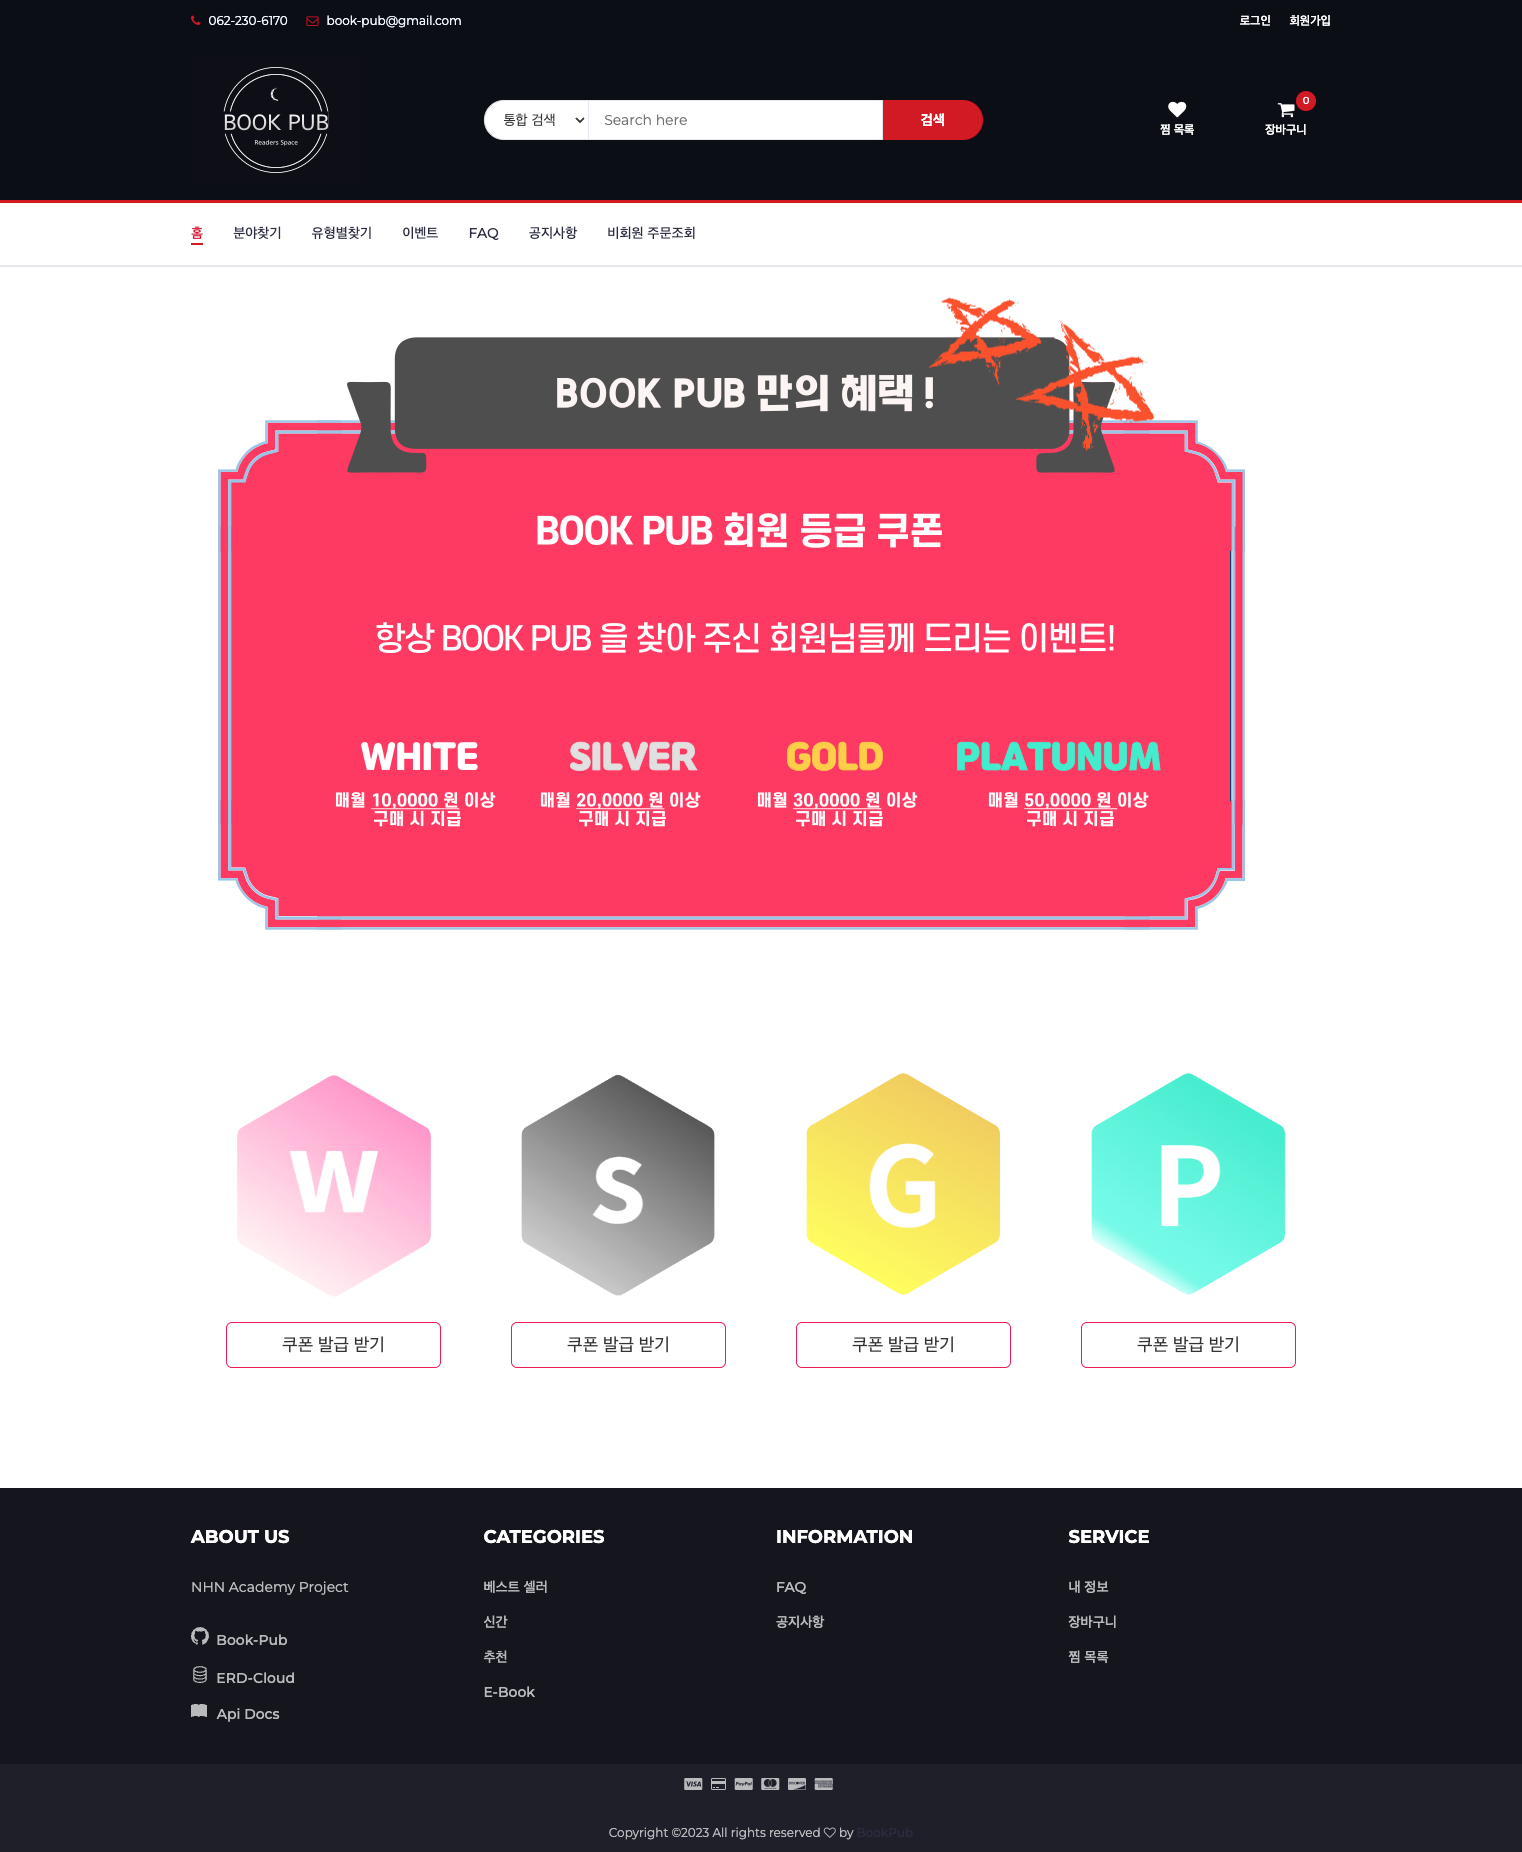 062-230-6170 book-pub@gmail.com 로그인 회원가입
BOOK PUB
Readers Space
통합 검색 Search here 검색
0
찜 목록 장바구니
홈 분야찾기 유형별찾기 이벤트 FAQ 공지사항 비회원 주문조회
BOOK PUB 만의 혜택 !
BOOK PUB 회원 등급 쿠폰
항상 BOOK PUB 을 찾아 주신 회원님들께 드리는 이벤트!
WHITE SILVER GOLD PLATUNUM
매월 10,0000 원 이상 매월 20,0000 원 이상 매월 30,0000 원 이상 매월 50,0000 원 이상
구매 시 지급 구매 시 지급 구매 시 지급 구매 시 지급
W S G P
쿠폰 발급 받기 쿠폰 발급 받기 쿠폰 발급 받기 쿠폰 발급 받기
ABOUT US CATEGORIES INFORMATION SERVICE
NHN Academy Project 베스트 셀러 FAQ 내 정보
신간 공지사항 장바구니
Book-Pub 추천 찜 목록
ERD-Cloud E-Book
Api Docs
VISA PayPal DISCOVER
Copyright ©2023 All rights reserved ♡ by BookPub